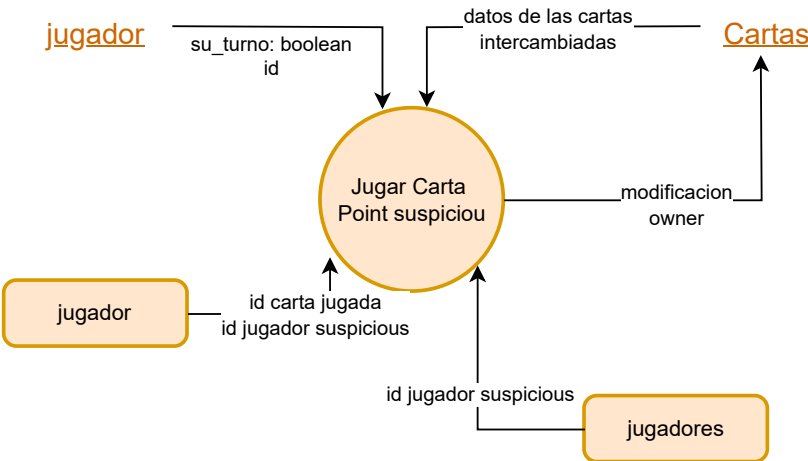 jugador
su_turno: boolean
id
datos de las cartas
intercambiadas
Cartas
Jugar Carta
Point suspiciou
modificacion
owner
jugador
id carta jugada
id jugador suspicious
id jugador suspicious
jugadores